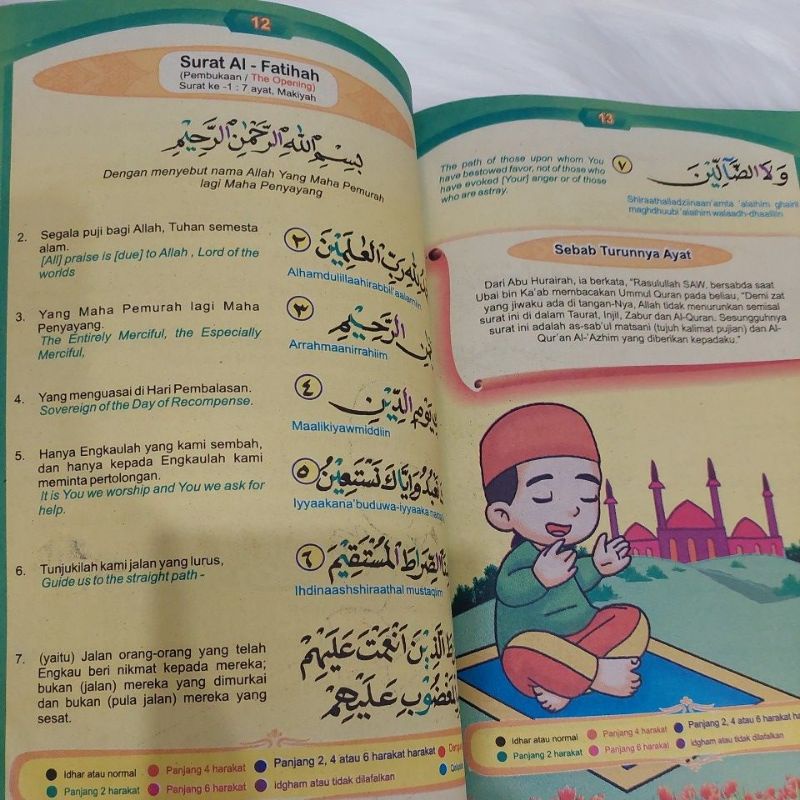 12
Surat Al - Fatihah
(Pembukaan / The Opening)
Surat ke -1 : 7 ayat, Makiyah
بِسْمِ اللهِ الرَّحْمٰنِ الرَّحِيْمِ
Dengan menyebut nama Allah Yang Maha Pemurah
lagi Maha Penyayang
2. Segala puji bagi Allah, Tuhan semesta
alam.
[All] praise is [due] to Allah , Lord of the
worlds
لِلّٰهِ رَبِّ الْعٰلَمِيْنَ ٢
Alhamdulillaahirabbil'aalamiin
3. Yang Maha Pemurah lagi Maha
Penyayang.
The Entirely Merciful, the Especially
Merciful,
الرَّحِيْمِ ٣
Arrahmaanirrahiim
4. Yang menguasai di Hari Pembalasan.
Sovereign of the Day of Recompense.
يَوْمِ الدِّيْنِ ٤
Maalikiyawmiddiin
5. Hanya Engkaulah yang kami sembah,
dan hanya kepada Engkaulah kami
meminta pertolongan.
It is You we worship and You we ask for
help.
نَعْبُدُ وَاِيَّاكَ نَسْتَعِيْنُ ٥
Iyyaakana'buduwa-iyyaaka
6. Tunjukilah kami jalan yang lurus,
Guide us to the straight path -
الصِّرَاطَ الْمُسْتَقِيْمَ ٦
Ihdinaashshiraathal mustaqiim
7. (yaitu) Jalan orang-orang yang telah
Engkau beri nikmat kepada mereka;
bukan (jalan) mereka yang dimurkai
dan bukan (pula jalan) mereka yang
sesat.
الَّذِيْنَ اَنْعَمْتَ عَلَيْهِمْ
الْمَغْضُوْبِ عَلَيْهِمْ
Idhar atau normal
Panjang 4 harakat
Panjang 2, 4 atau 6 harakat
Panjang 2 harakat
Panjang 6 harakat
Idgham atau tidak dilafalkan
13
The path of those upon whom You
have bestowed favor, not of those who
have evoked [Your] anger or of those
who are astray.
وَلَا الضَّآلِّيْنَ ٧
Shiraathalladziinaan'amta 'alaihim ghairil
maghdhuubi 'alaihim walaadh-dhaalliin
Sebab Turunnya Ayat
Dari Abu Hurairah, ia berkata, "Rasulullah SAW, bersabda saat
Ubai bin Ka'ab membacakan Ummul Quran pada beliau, "Demi zat
yang jiwaku ada di tangan-Nya, Allah tidak menurunkan semisal
surat ini di dalam Taurat, Injil, Zabur dan Al-Quran. Sesungguhnya
surat ini adalah as-sab'ul matsani (tujuh kalimat pujian) dan Al-
Qur'an Al-'Azhim yang diberikan kepadaku."
Idhar atau normal
Panjang 4 harakat
Panjang 2, 4 atau 6 harakat
Panjang 2 harakat
Panjang 6 harakat
Idgham atau tidak dilafalkan